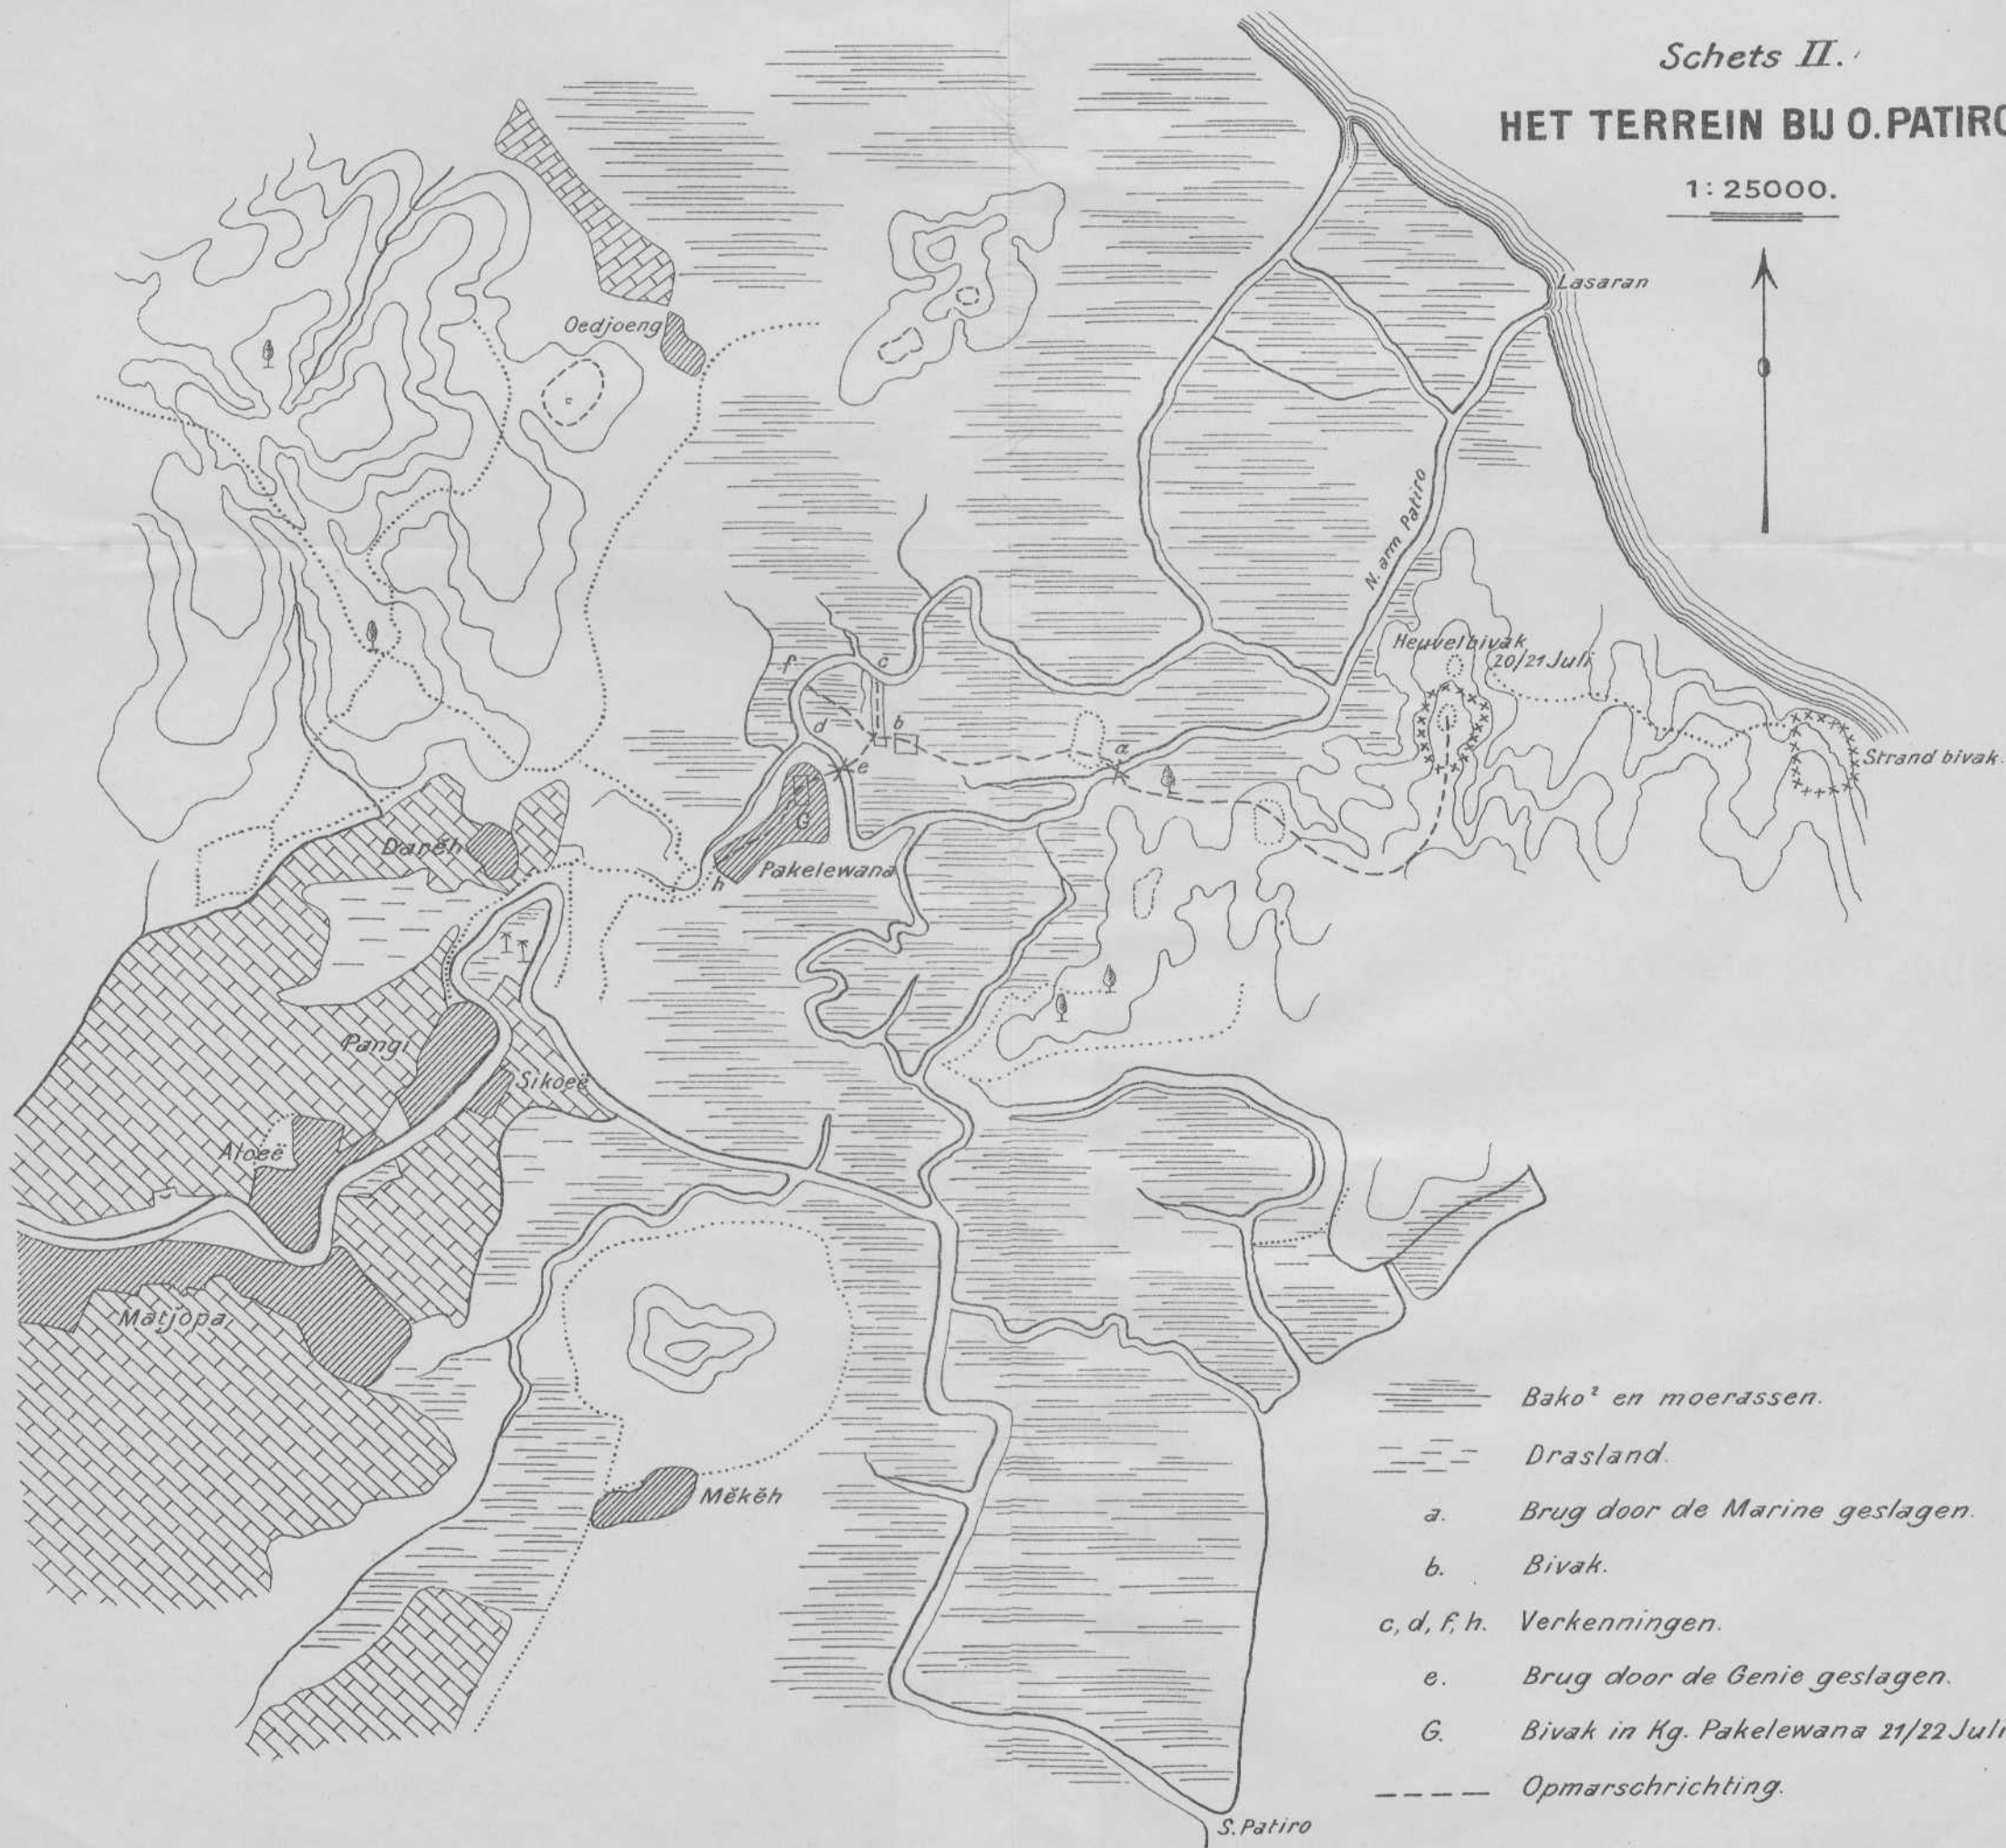 Schets II.
HET TERREIN BIJ O. PATIRO
1: 25000.
Lasaran
Oedjoeng
c
N. arm Patiro
Heuvelbivak
20/21 Juli
f
c
d
b
a
e
Strand bivak.
G
Pakelewana
h
Danĕh
Pangi
Sikoeë
Aloeë
Matjopa
Mĕkĕh
Bako² en moerassen.
Drasland.
a. Brug door de Marine geslagen.
b. Bivak.
c, d, f, h. Verkenningen.
e. Brug door de Genie geslagen.
G. Bivak in Kg. Pakelewana 21/22 Juli
Opmarschrichting.
S. Patiro